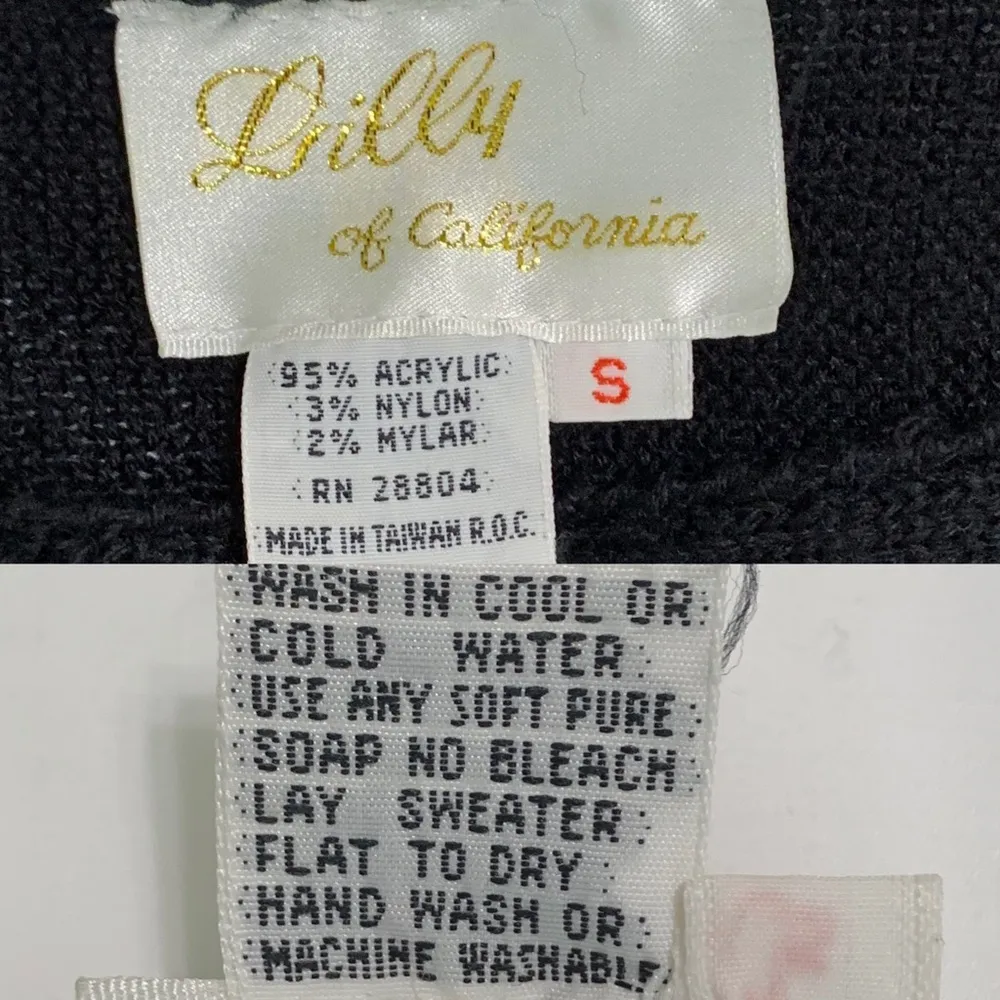 Lilly
of California
95% ACRYLIC
3% NYLON
2% MYLAR
RN 28804
MADE IN TAIWAN R.O.C.
S
WASH IN COOL OR
COLD WATER
USE ANY SOFT PURE
SOAP NO BLEACH
LAY SWEATER
FLAT TO DRY
HAND WASH OR
MACHINE WASHABLE